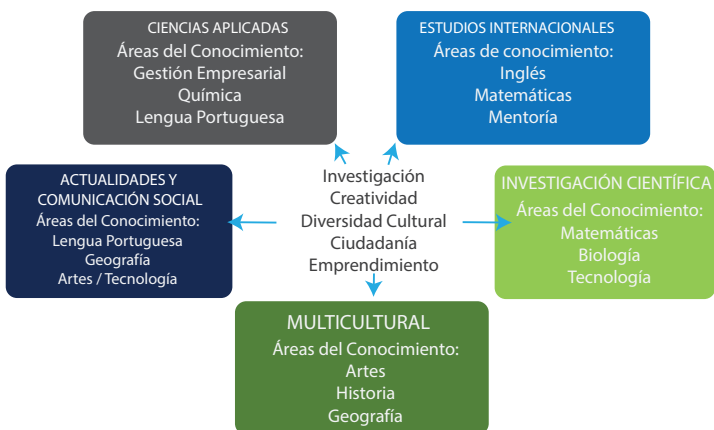 CIENCIAS APLICADAS
Áreas del Conocimiento:
Gestión Empresarial
Química
Lengua Portuguesa
ESTUDIOS INTERNACIONALES
Áreas de conocimiento:
Inglés
Matemáticas
Mentoría
ACTUALIDADES Y
COMUNICACIÓN SOCIAL
Áreas del Conocimiento:
Lengua Portuguesa
Geografía
Artes / Tecnología
Investigación
Creatividad
Diversidad Cultural
Ciudadanía
Emprendimiento
INVESTIGACIÓN CIENTÍFICA
Áreas del Conocimiento:
Matemáticas
Biología
Tecnología
MULTICULTURAL
Áreas del Conocimiento:
Artes
Historia
Geografía